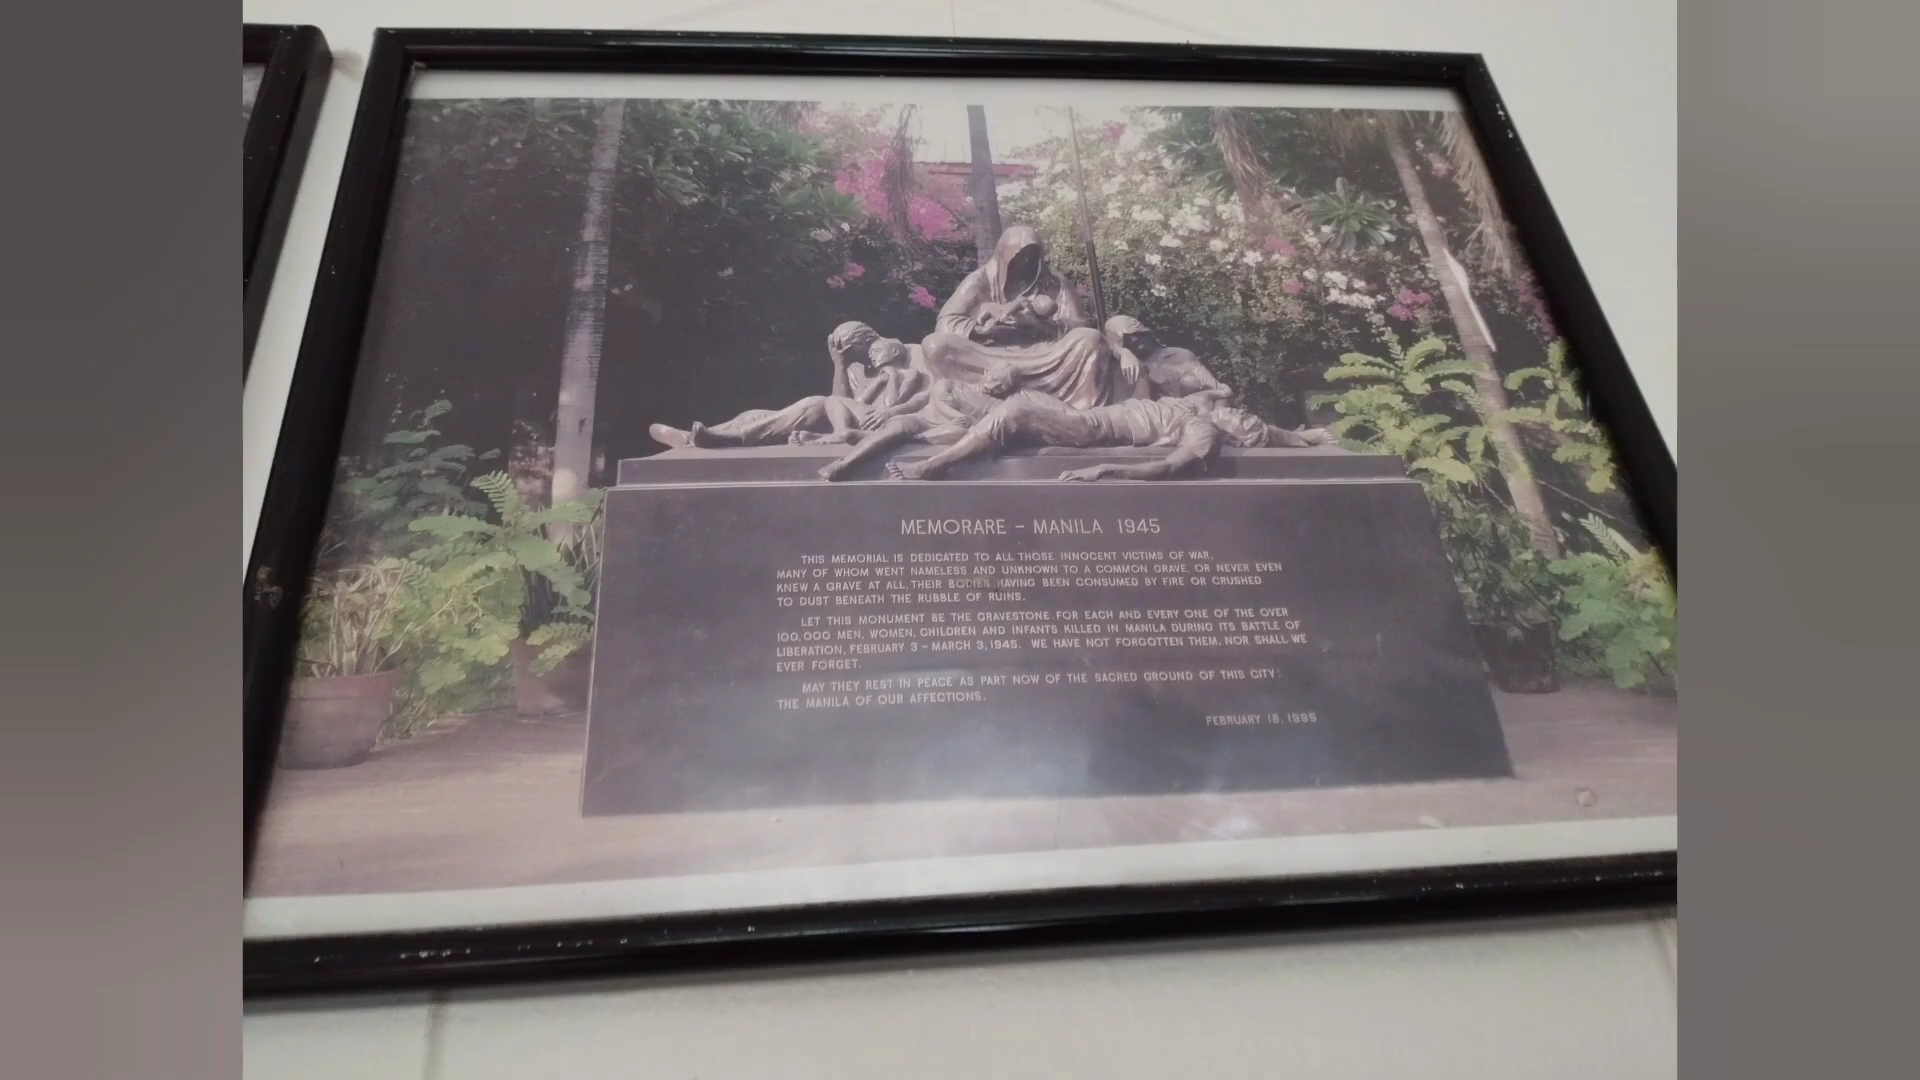 MEMORARE - MANILA 1945
THIS MEMORIAL IS DEDICATED TO ALL THOSE INNOCENT VICTIMS OF WAR,
MANY OF WHOM WENT NAMELESS AND UNKNOWN TO A COMMON GRAVE, OR NEVER EVEN
KNEW A GRAVE AT ALL, THEIR BODIES HAVING BEEN CONSUMED BY FIRE OR CRUSHED
TO DUST BENEATH THE RUBBLE OF RUINS.
LET THIS MONUMENT BE THE GRAVESTONE FOR EACH AND EVERY ONE OF THE OVER
100,000 MEN, WOMEN, CHILDREN AND INFANTS KILLED IN MANILA DURING ITS BATTLE OF
LIBERATION, FEBRUARY 3 - MARCH 3, 1945. WE HAVE NOT FORGOTTEN THEM, NOR SHALL WE
EVER FORGET.
MAY THEY REST IN PEACE AS PART NOW OF THE SACRED GROUND OF THIS CITY:
THE MANILA OF OUR AFFECTIONS.
FEBRUARY 18, 1995